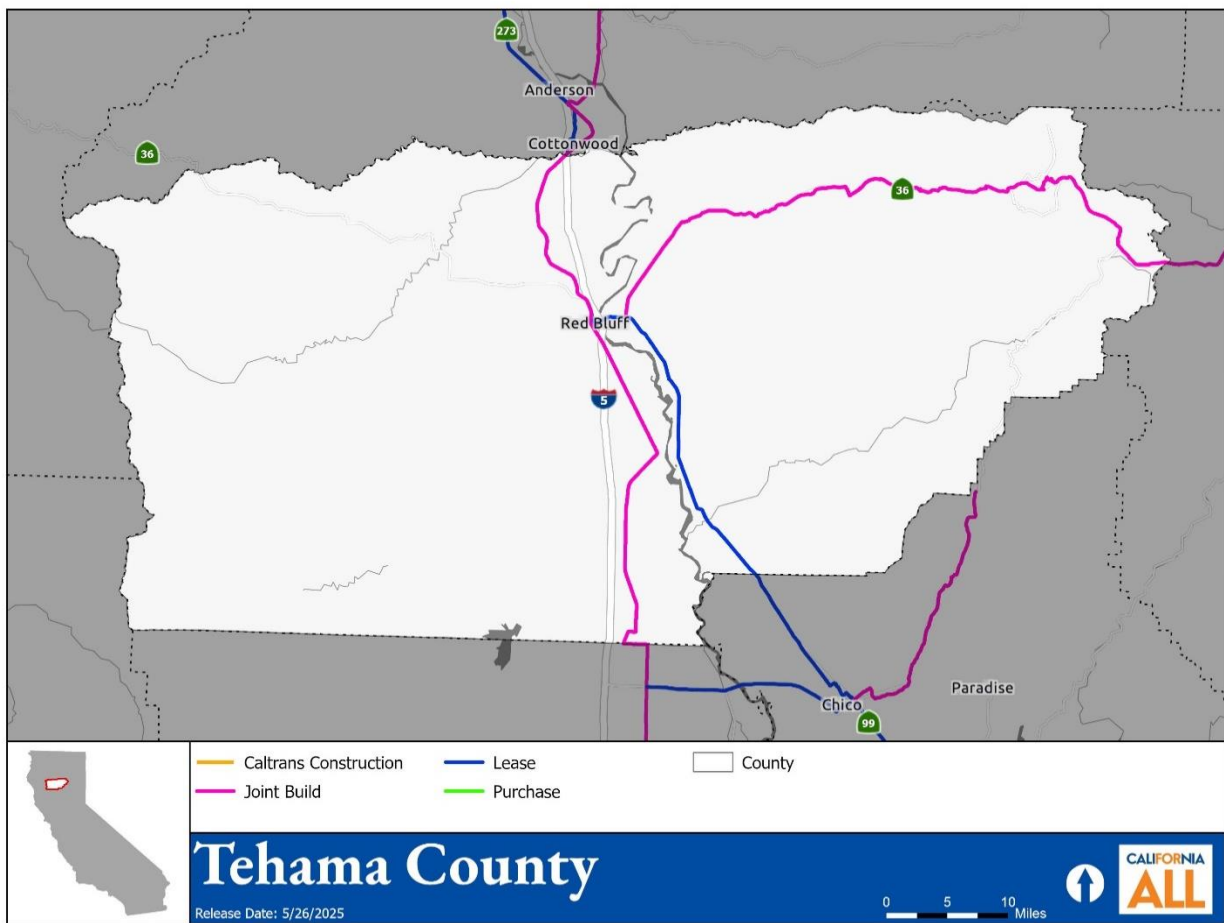 273
Anderson
36
Cottonwood
36
Red Bluff
5
Paradise
Chico
99
Caltrans Construction
Lease
County
Joint Build
Purchase
Tehama County
Release Date: 5/26/2025
0 5 10
Miles
CALIFORNIA
ALL